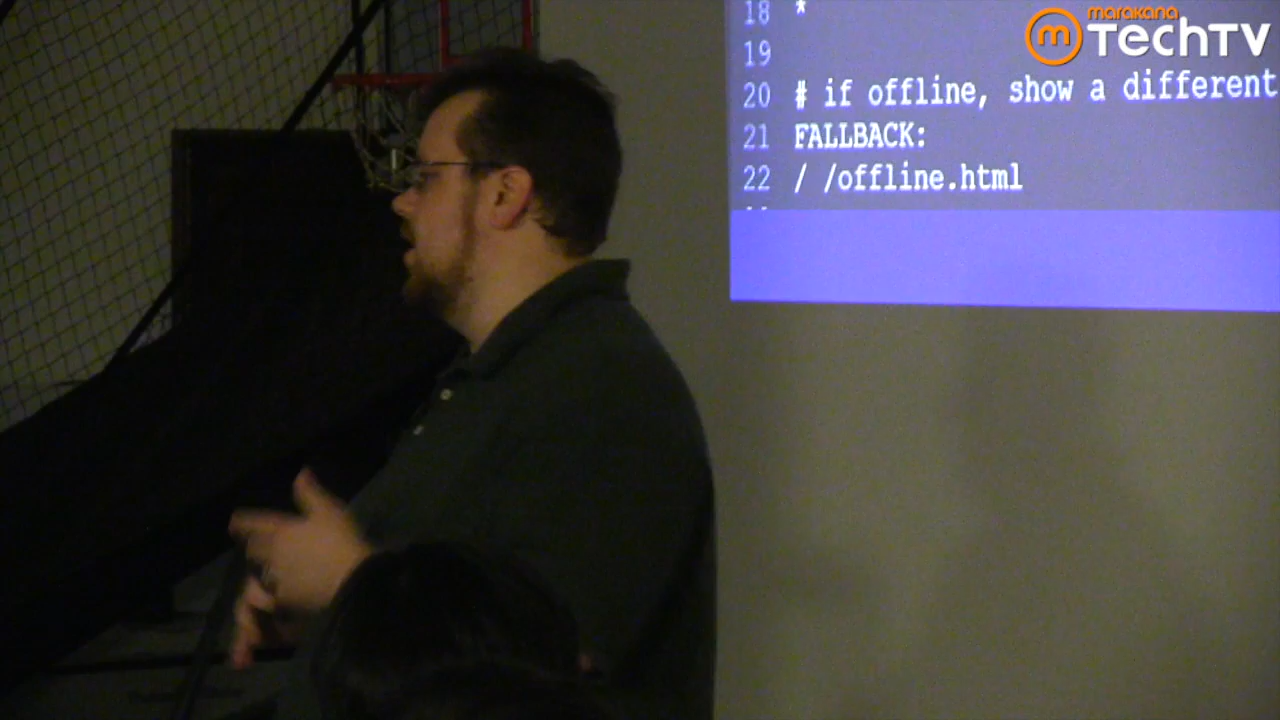 marakana
m TechTV
18 *
19
20 # if offline, show a different
21 FALLBACK:
22 / /offline.html